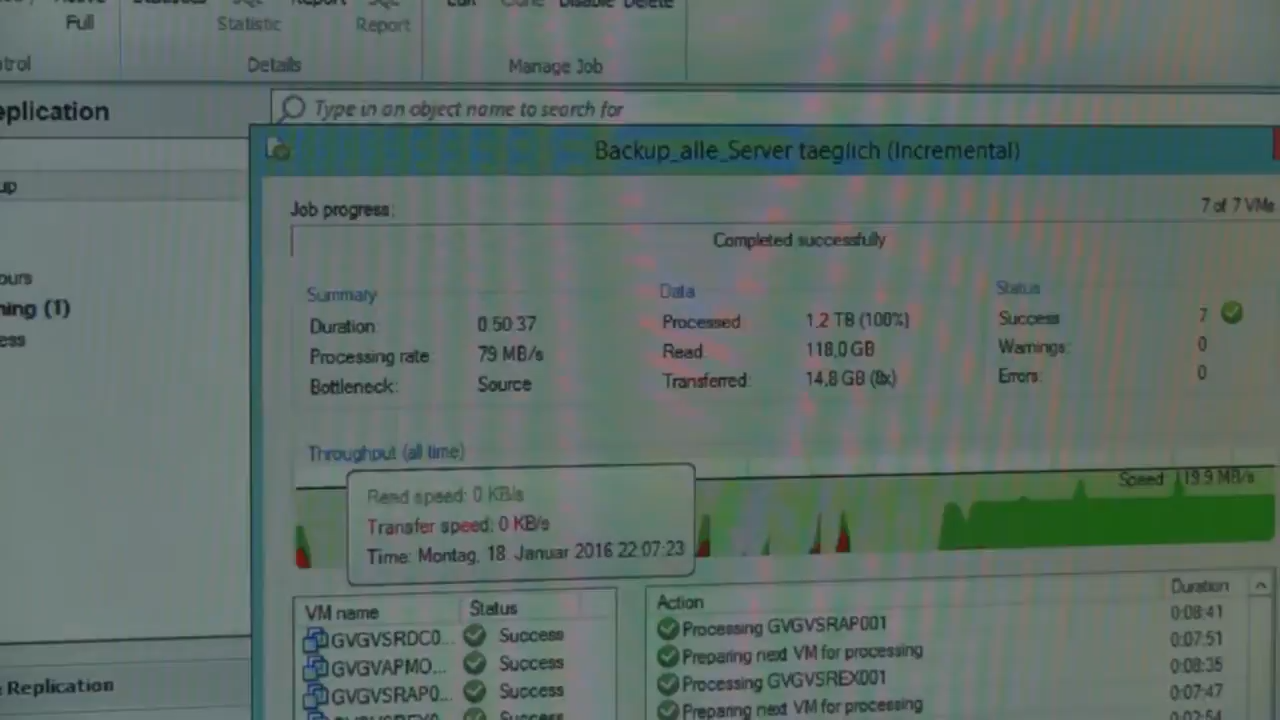 Full
Statistic
Report
Details
Manage Job
eplication
Type in an object name to search for
Backup_alle_Server taeglich (Incremental)
Job progress:
7 of 7 VMs
Completed successfully
Summary
Data
Status
Duration:
0:50:37
Processed:
1,2 TB (100%)
Success:
7
Processing rate:
79 MB/s
Read:
118,0 GB
Warnings:
0
Bottleneck:
Source
Transferred:
14,8 GB (8x)
Errors:
0
Throughput (all time)
Read speed: 0 KB/s
Speed
Transfer speed: 0 KB/s
Time: Montag, 18. Januar 2016 22:07:23
VM name
Status
Action
Duration
GVGVSRDC0...
Success
Processing GVGVSRAP001
0:08:41
GVGVAPMO...
Success
Preparing next VM for processing
0:07:51
GVGVSRAP0...
Success
Processing GVGVSREX001
0:08:35
Preparing next VM for processing
0:07:47
Replication
ning (1)